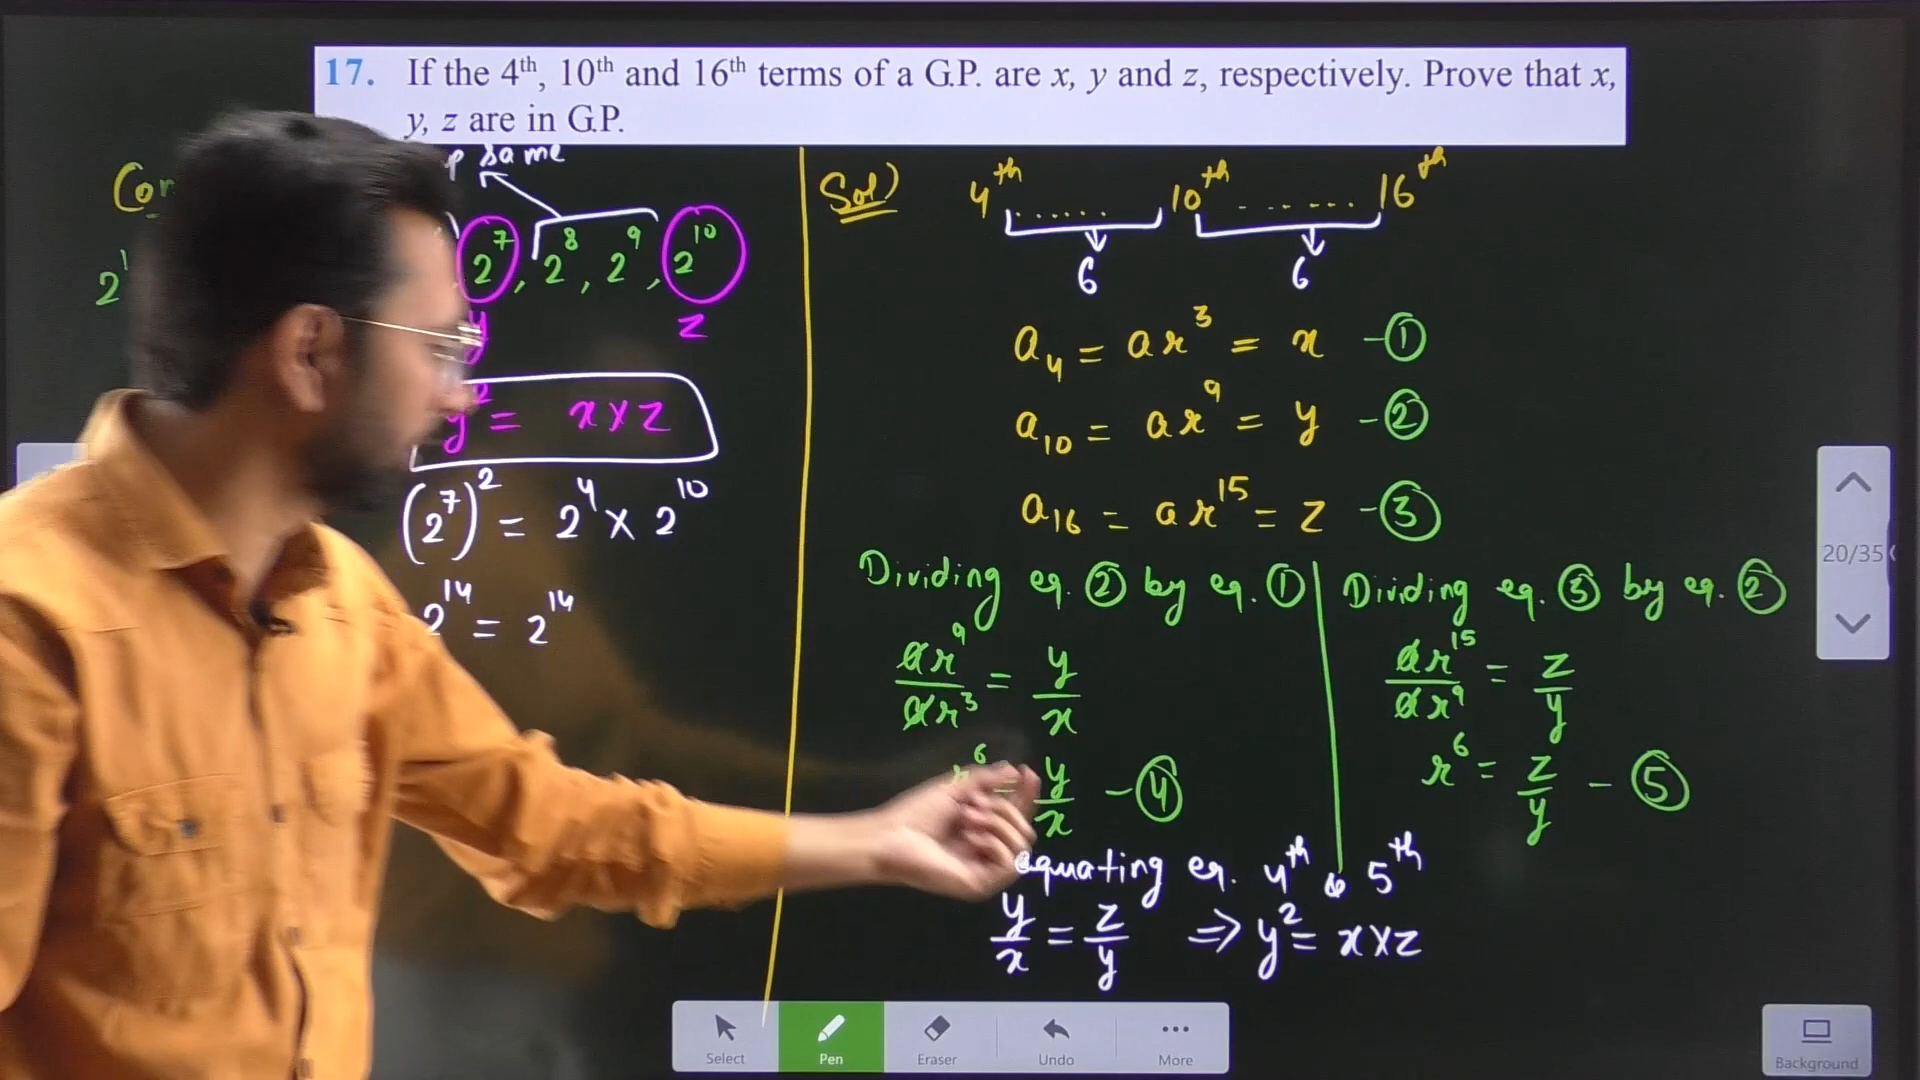 17. If the 4th, 10th and 16th terms of a G.P. are x, y and z, respectively. Prove that x,
y, z are in G.P.
same
2^7, 2^8, 2^9, 2^10
y z
y^2 = x×z
(2^7)^2 = 2^4 × 2^10
2^14 = 2^14
Sol)
4th ...... 10th ...... 16th
6 6
a4 = ar^3 = x -①
a10 = ar^9 = y -②
a16 = ar^15 = z -③
Dividing eq. ② by eq. ①
ar^9/ar^3 = y/x
r^6 = y/x -④
Dividing eq. ③ by eq. ②
ar^15/ar^9 = z/y
r^6 = z/y - ⑤
equating eq. 4th & 5th
y/x = z/y ⇒ y^2 = x×z
20/35
Select Pen Eraser Undo More
Background